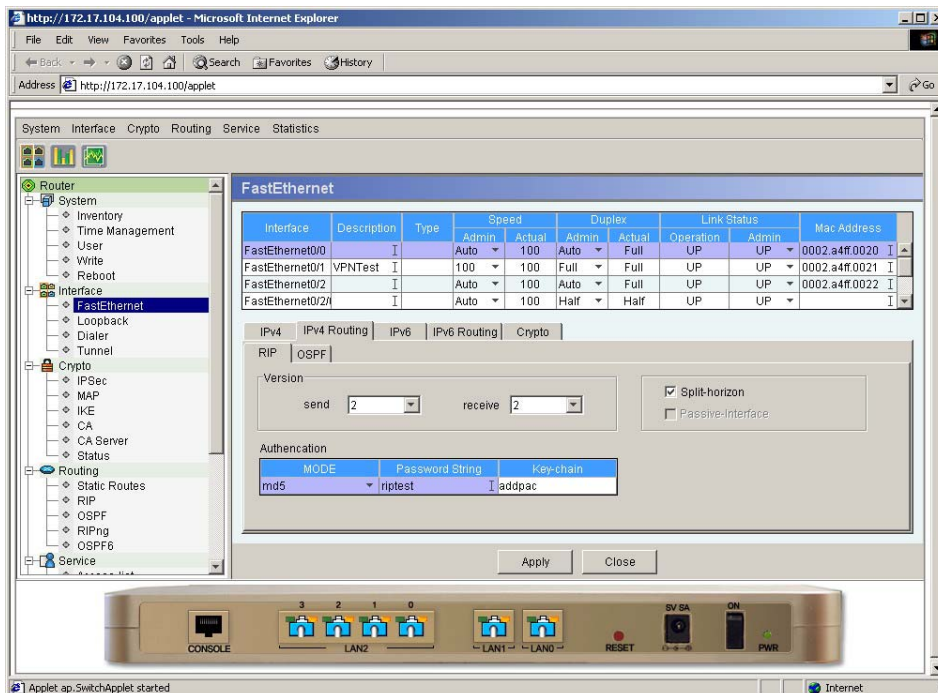 http://172.17.104.100/applet - Microsoft Internet Explorer
File Edit View Favorites Tools Help
Back Search Favorites History
Address http://172.17.104.100/applet Go
System Interface Crypto Routing Service Statistics
Router
System
Inventory
Time Management
User
Write
Reboot
Interface
FastEthernet
Loopback
Dialer
Tunnel
Crypto
IPSec
MAP
IKE
CA
CA Server
Status
Routing
Static Routes
RIP
OSPF
RIPng
OSPF6
Service
FastEthernet
Interface Description Type Speed Duplex Link Status Mac Address
Admin Actual Admin Actual Operation Admin
FastEthernet0/0 Auto 100 Auto Full UP UP 0002.a4ff.0020
FastEthernet0/1 VPNTest 100 100 Full Full UP UP 0002.a4ff.0021
FastEthernet0/2 Auto 100 Auto Full UP UP 0002.a4ff.0022
FastEthernet0/2/ Auto 100 Half Half UP UP
IPv4 IPv4 Routing IPv6 IPv6 Routing Crypto
RIP OSPF
Version
send 2 receive 2
Split-horizon
Passive-Interface
Authencation
MODE Password String Key-chain
md5 riptest addpac
Apply Close
3 2 1 0
CONSOLE LAN2 LAN1 LAN0 RESET 5V 5A ON PWR
Applet ap.SwitchApplet started Internet